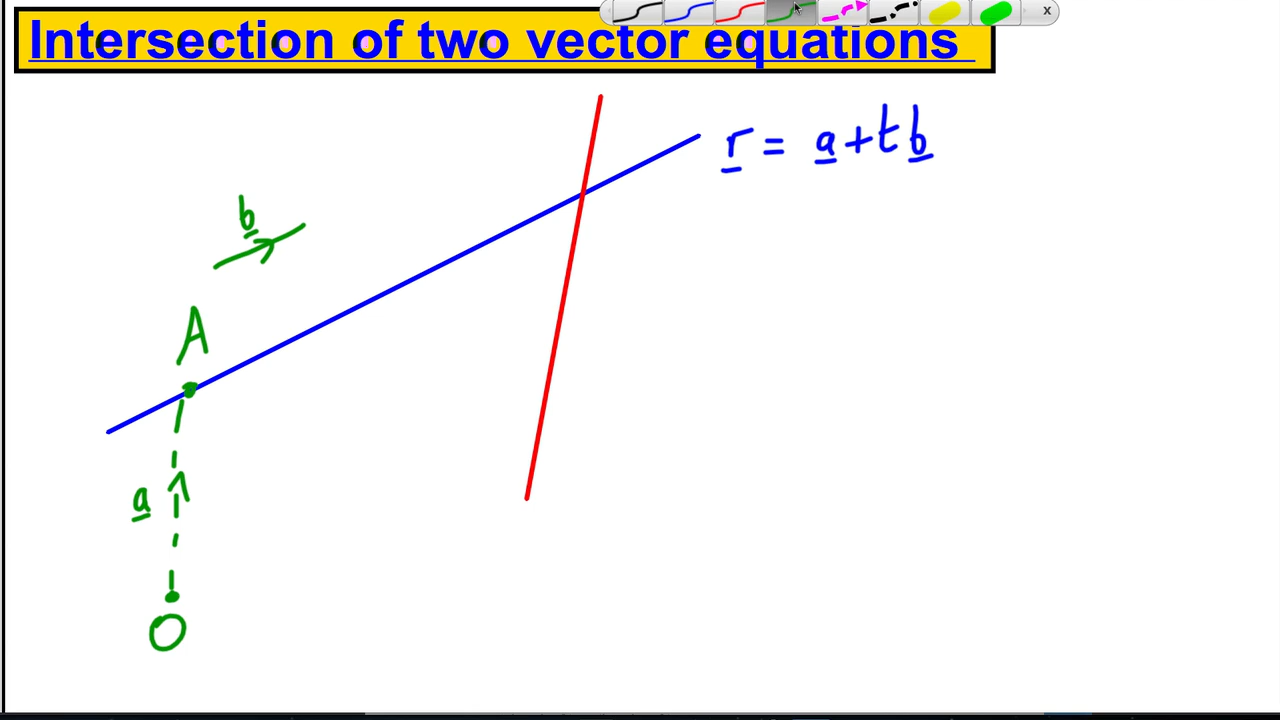 Intersection of two vector equations
x
r = a + t b
b
A
a
O